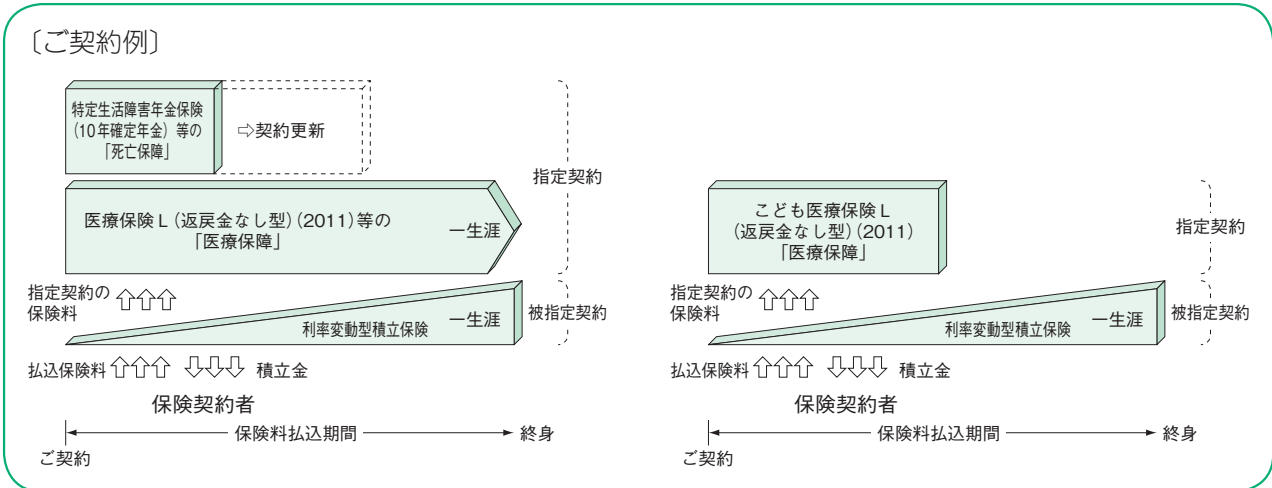 〔ご契約例〕
特定生活障害年金保険
(10年確定年金)等の
「死亡保障」
⇨契約更新
指定契約
医療保険L(返戻金なし型)(2011)等の
「医療保障」
一生涯
指定契約の
保険料
利率変動型積立保険
一生涯
被指定契約
払込保険料
積立金
保険契約者
保険料払込期間
終身
ご契約
こども医療保険L
(返戻金なし型)(2011)
「医療保障」
指定契約
指定契約の
保険料
利率変動型積立保険
一生涯
被指定契約
払込保険料
積立金
保険契約者
保険料払込期間
終身
ご契約